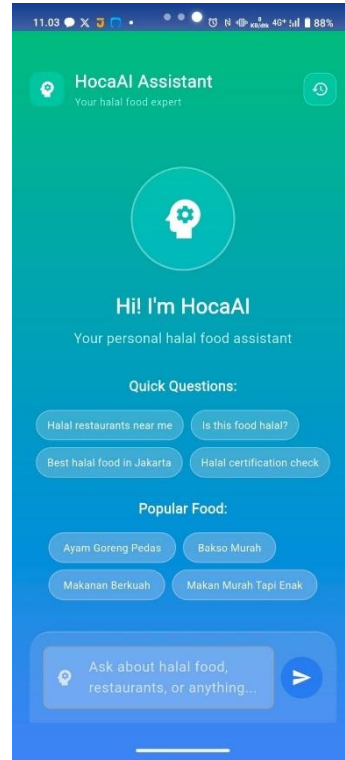 11.03 4G+ 88%
HocaAI Assistant
Your halal food expert
Hi! I'm HocaAI
Your personal halal food assistant
Quick Questions:
Halal restaurants near me Is this food halal?
Best halal food in Jakarta Halal certification check
Popular Food:
Ayam Goreng Pedas Bakso Murah
Makanan Berkuah Makan Murah Tapi Enak
Ask about halal food,
restaurants, or anything...